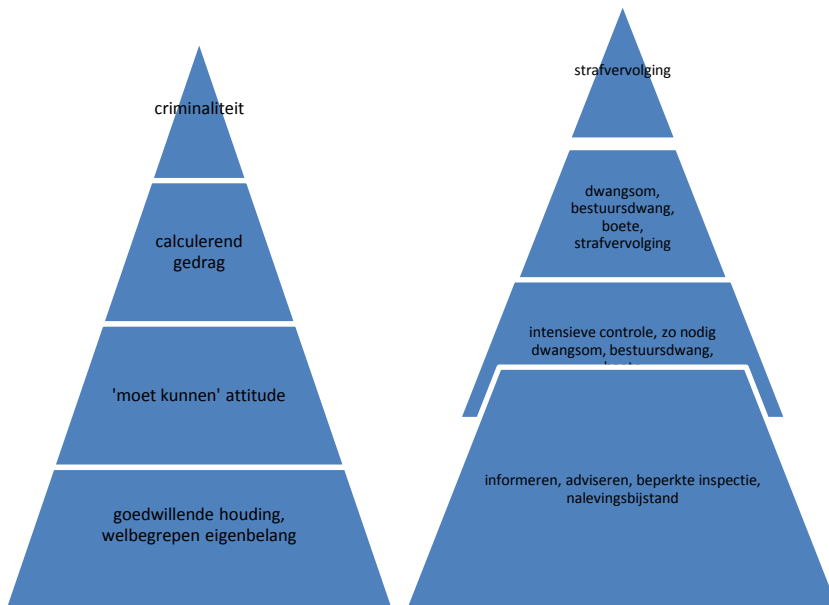 criminaliteit
calculerend
gedrag
'moet kunnen' attitude
goedwillende houding,
welbegrepen eigenbelang
strafvervolging
dwangsom,
bestuursdwang,
boete,
strafvervolging
intensieve controle, zo nodig
dwangsom, bestuursdwang,
informeren, adviseren, beperkte inspectie,
nalevingsbijstand